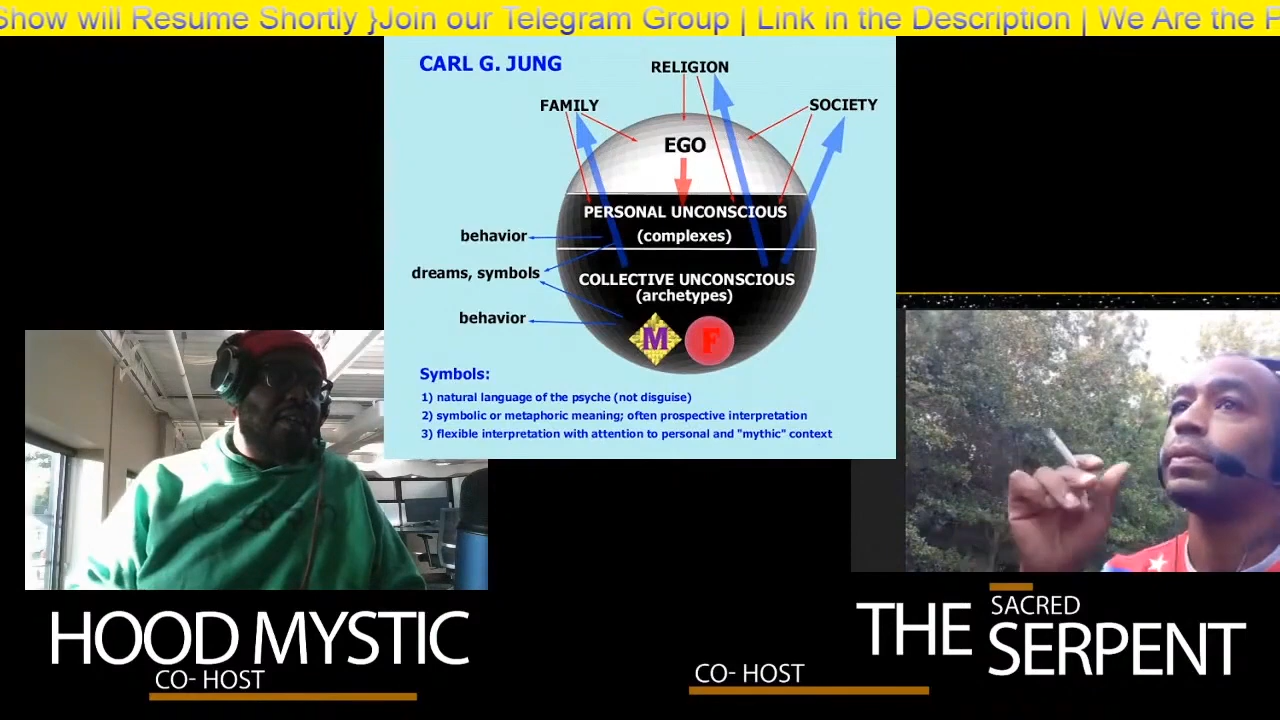 Show will Resume Shortly }Join our Telegram Group | Link in the Description | We Are the F
CARL G. JUNG
RELIGION
FAMILY
SOCIETY
EGO
PERSONAL UNCONSCIOUS
(complexes)
behavior
dreams, symbols
COLLECTIVE UNCONSCIOUS
(archetypes)
behavior
M
F
Symbols:
1) natural language of the psyche (not disguise)
2) symbolic or metaphoric meaning; often prospective interpretation
3) flexible interpretation with attention to personal and "mythic" context
HOOD MYSTIC
CO- HOST
CO- HOST
THE SACRED
SERPENT